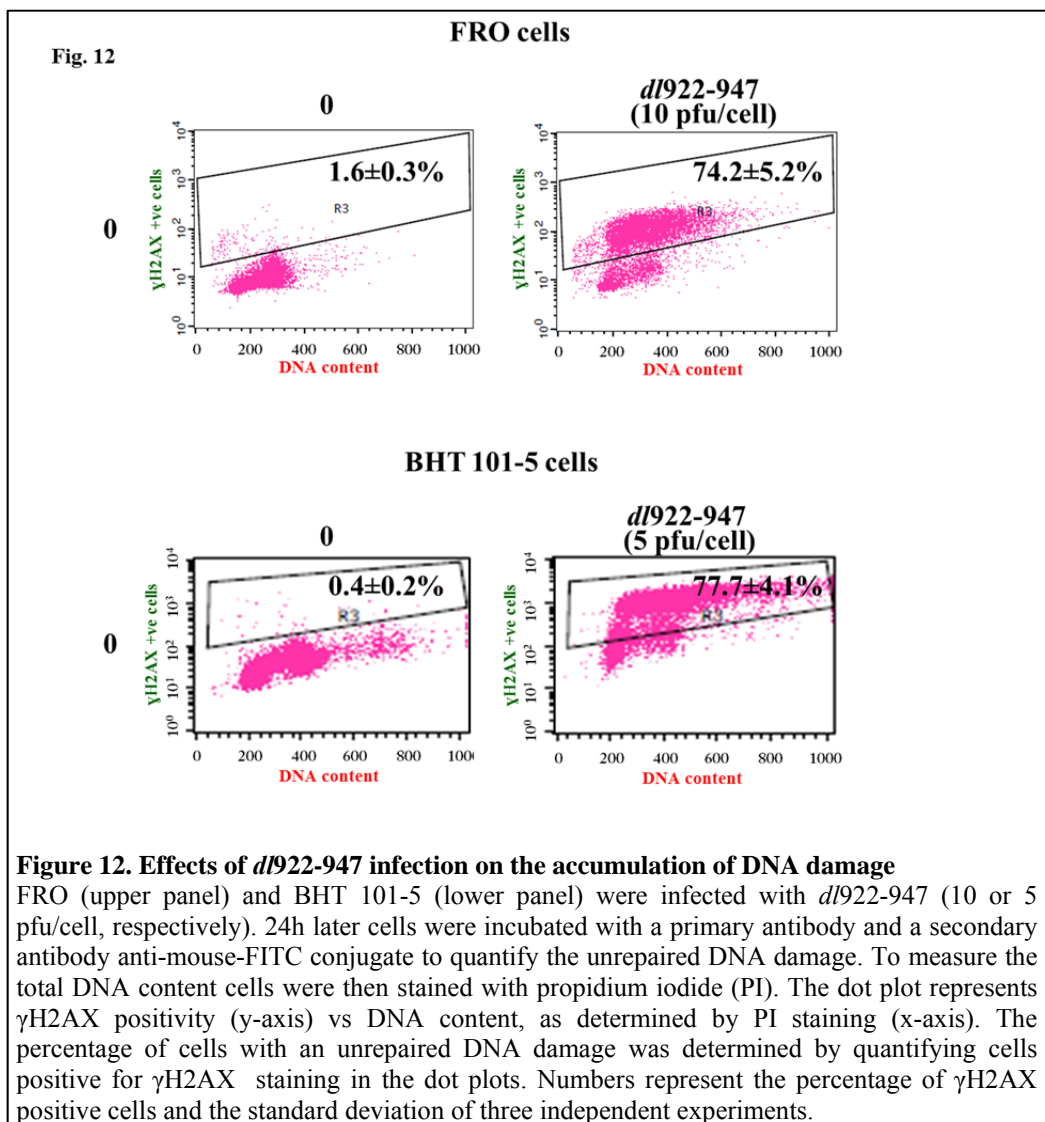 FRO cells
Fig. 12
0
dl922-947
(10 pfu/cell)
0
γH2AX +ve cells
10⁴
10³
10²
10¹
10⁰
1.6±0.3%
R3
0 200 400 600 800 1000
DNA content
γH2AX +ve cells
10⁴
10³
10²
10¹
10⁰
74.2±5.2%
R3
0 200 400 600 800 1000
DNA content
BHT 101-5 cells
0
dl922-947
(5 pfu/cell)
0
γH2AX +ve cells
10⁴
10³
10²
10¹
10⁰
0.4±0.2%
R3
0 200 400 600 800 1000
DNA content
γH2AX +ve cells
10⁴
10³
10²
10¹
10⁰
77.7±4.1%
R3
0 200 400 600 800 1000
DNA content
Figure 12. Effects of dl922-947 infection on the accumulation of DNA damage
FRO (upper panel) and BHT 101-5 (lower panel) were infected with dl922-947 (10 or 5
pfu/cell, respectively). 24h later cells were incubated with a primary antibody and a secondary
antibody anti-mouse-FITC conjugate to quantify the unrepaired DNA damage. To measure the
total DNA content cells were then stained with propidium iodide (PI). The dot plot represents
γH2AX positivity (y-axis) vs DNA content, as determined by PI staining (x-axis). The
percentage of cells with an unrepaired DNA damage was determined by quantifying cells
positive for γH2AX staining in the dot plots. Numbers represent the percentage of γH2AX
positive cells and the standard deviation of three independent experiments.